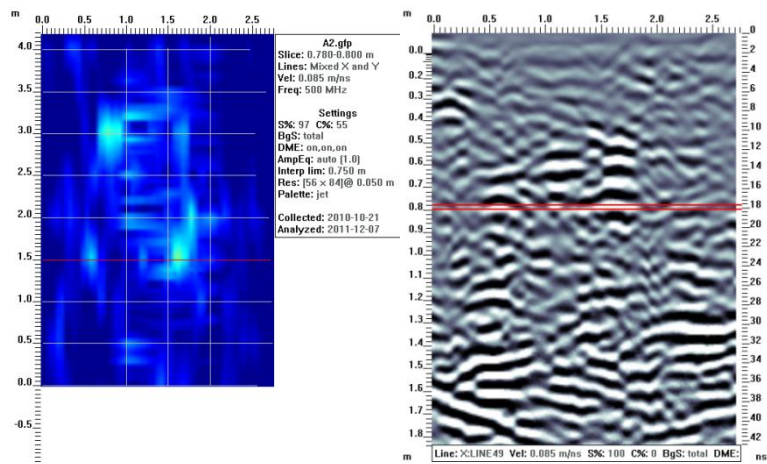 m
4.0
3.5
3.0
2.5
2.0
1.5
1.0
0.5
0.0
-0.5
0.0 0.5 1.0 1.5 2.0 2.5
A2.gfp
Slice: 0.780-0.800 m
Lines: Mixed X and Y
Vel: 0.085 m/ns
Freq: 500 MHz
Settings
S%: 97 C%: 55
BgS: total
DME: on,on,on
AmpEq: auto [1.0]
Interp lim: 0.750 m
Res: [56 x 84]@ 0.050 m
Palette: jet
Collected: 2010-10-21
Analyzed: 2011-12-07
m
0.0 0.5 1.0 1.5 2.0 2.5
0.0
0.1
0.2
0.3
0.4
0.5
0.6
0.7
0.8
0.9
1.0
1.1
1.2
1.3
1.4
1.5
1.6
1.7
1.8
m
0
2
4
6
8
10
12
14
16
18
20
22
24
26
28
30
32
34
36
38
40
42
ns
Line: X:LINE49 Vel: 0.085 m/ns S%: 100 C%: 0 BgS: total DME: